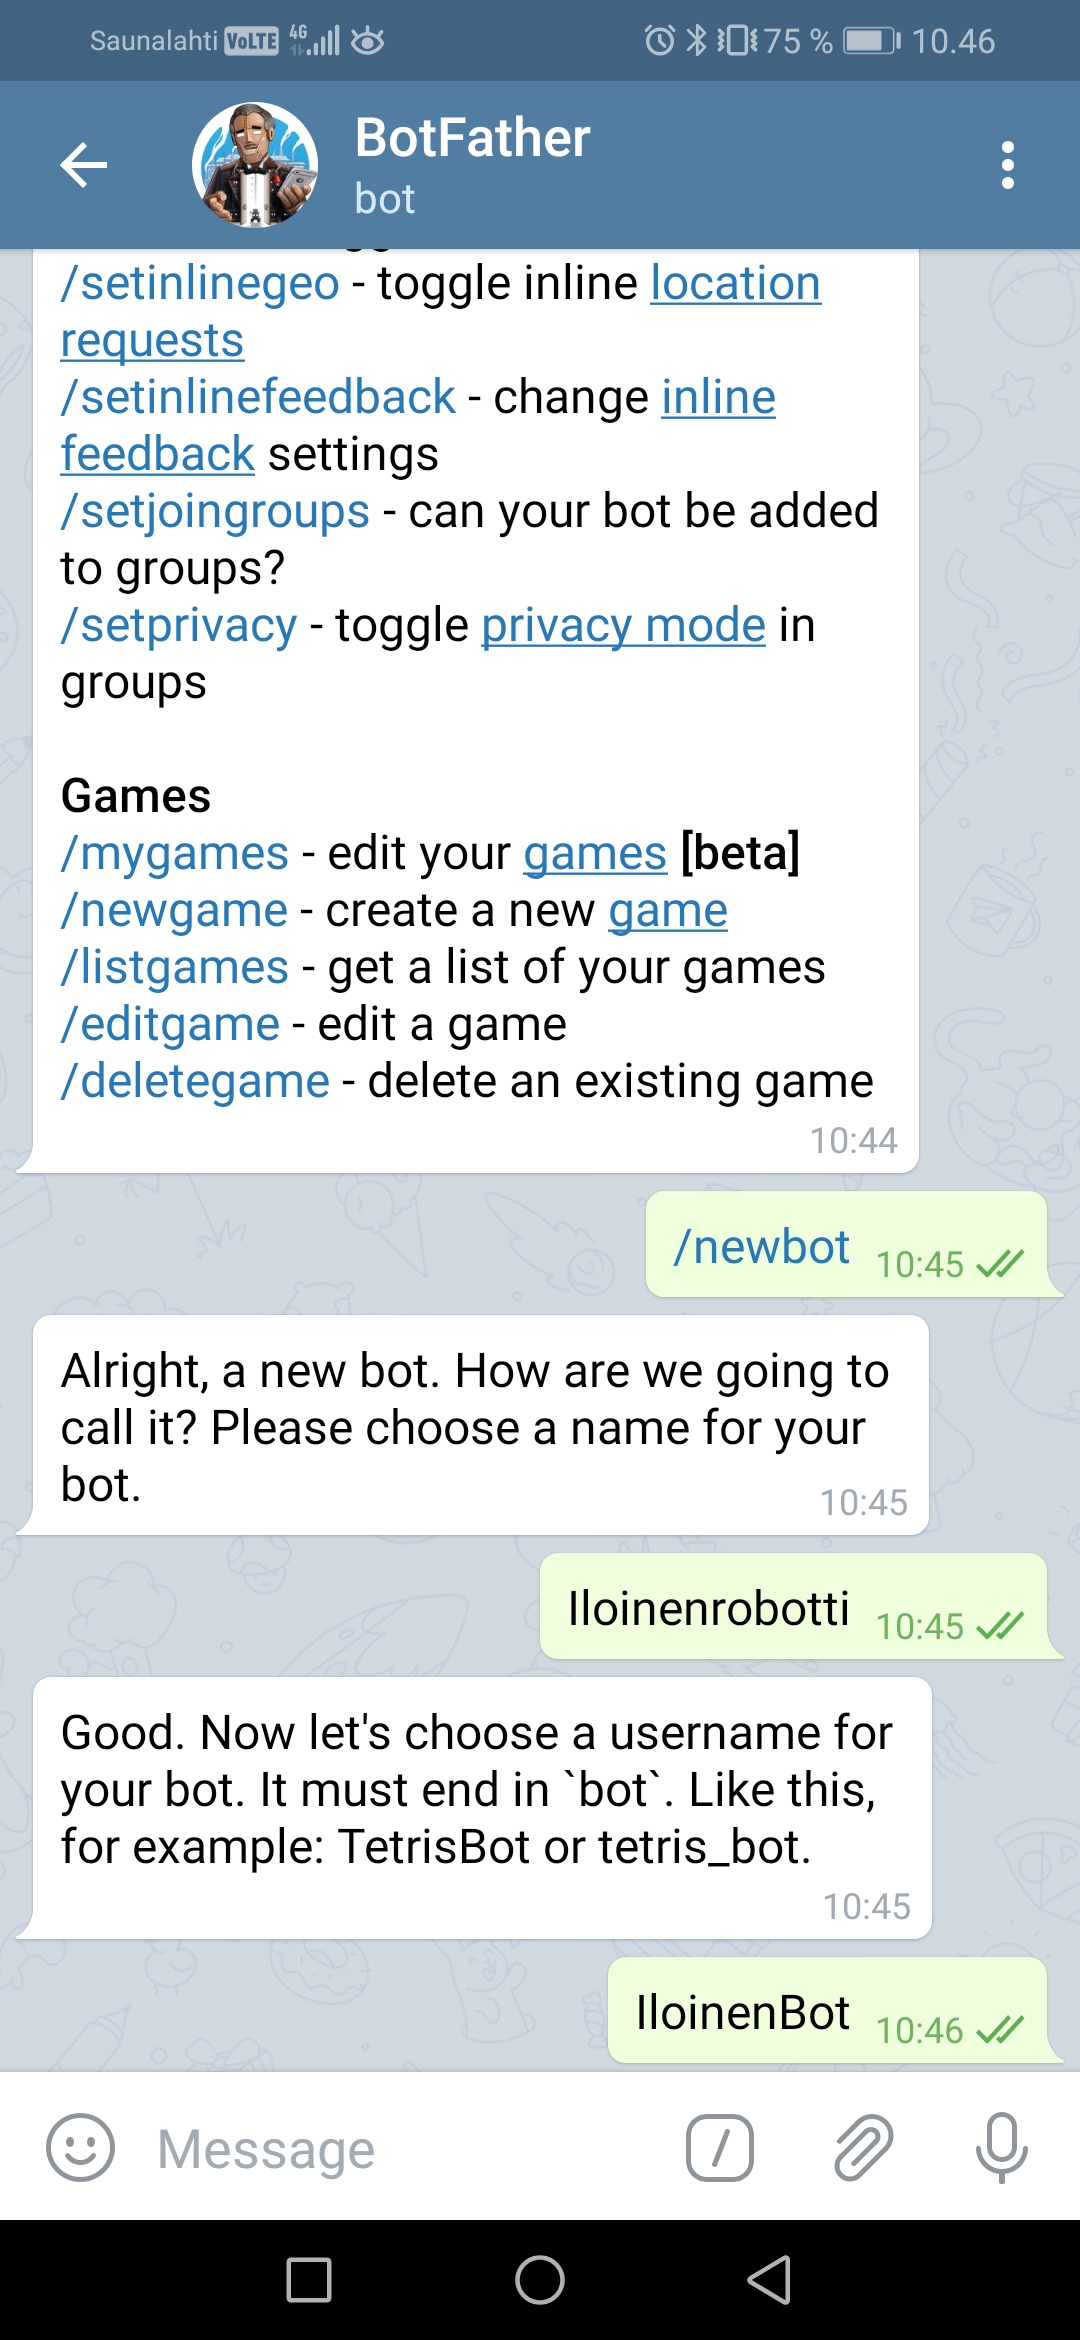 Saunalahti VoLTE 4G 75 % 10.46
BotFather
bot
/setinlinegeo - toggle inline location
requests
/setinlinefeedback - change inline
feedback settings
/setjoingroups - can your bot be added
to groups?
/setprivacy - toggle privacy mode in
groups
Games
/mygames - edit your games [beta]
/newgame - create a new game
/listgames - get a list of your games
/editgame - edit a game
/deletegame - delete an existing game
10:44
/newbot 10:45
Alright, a new bot. How are we going to
call it? Please choose a name for your
bot.
10:45
Iloinenrobotti 10:45
Good. Now let's choose a username for
your bot. It must end in `bot`. Like this,
for example: TetrisBot or tetris_bot.
10:45
IloinenBot 10:46
Message